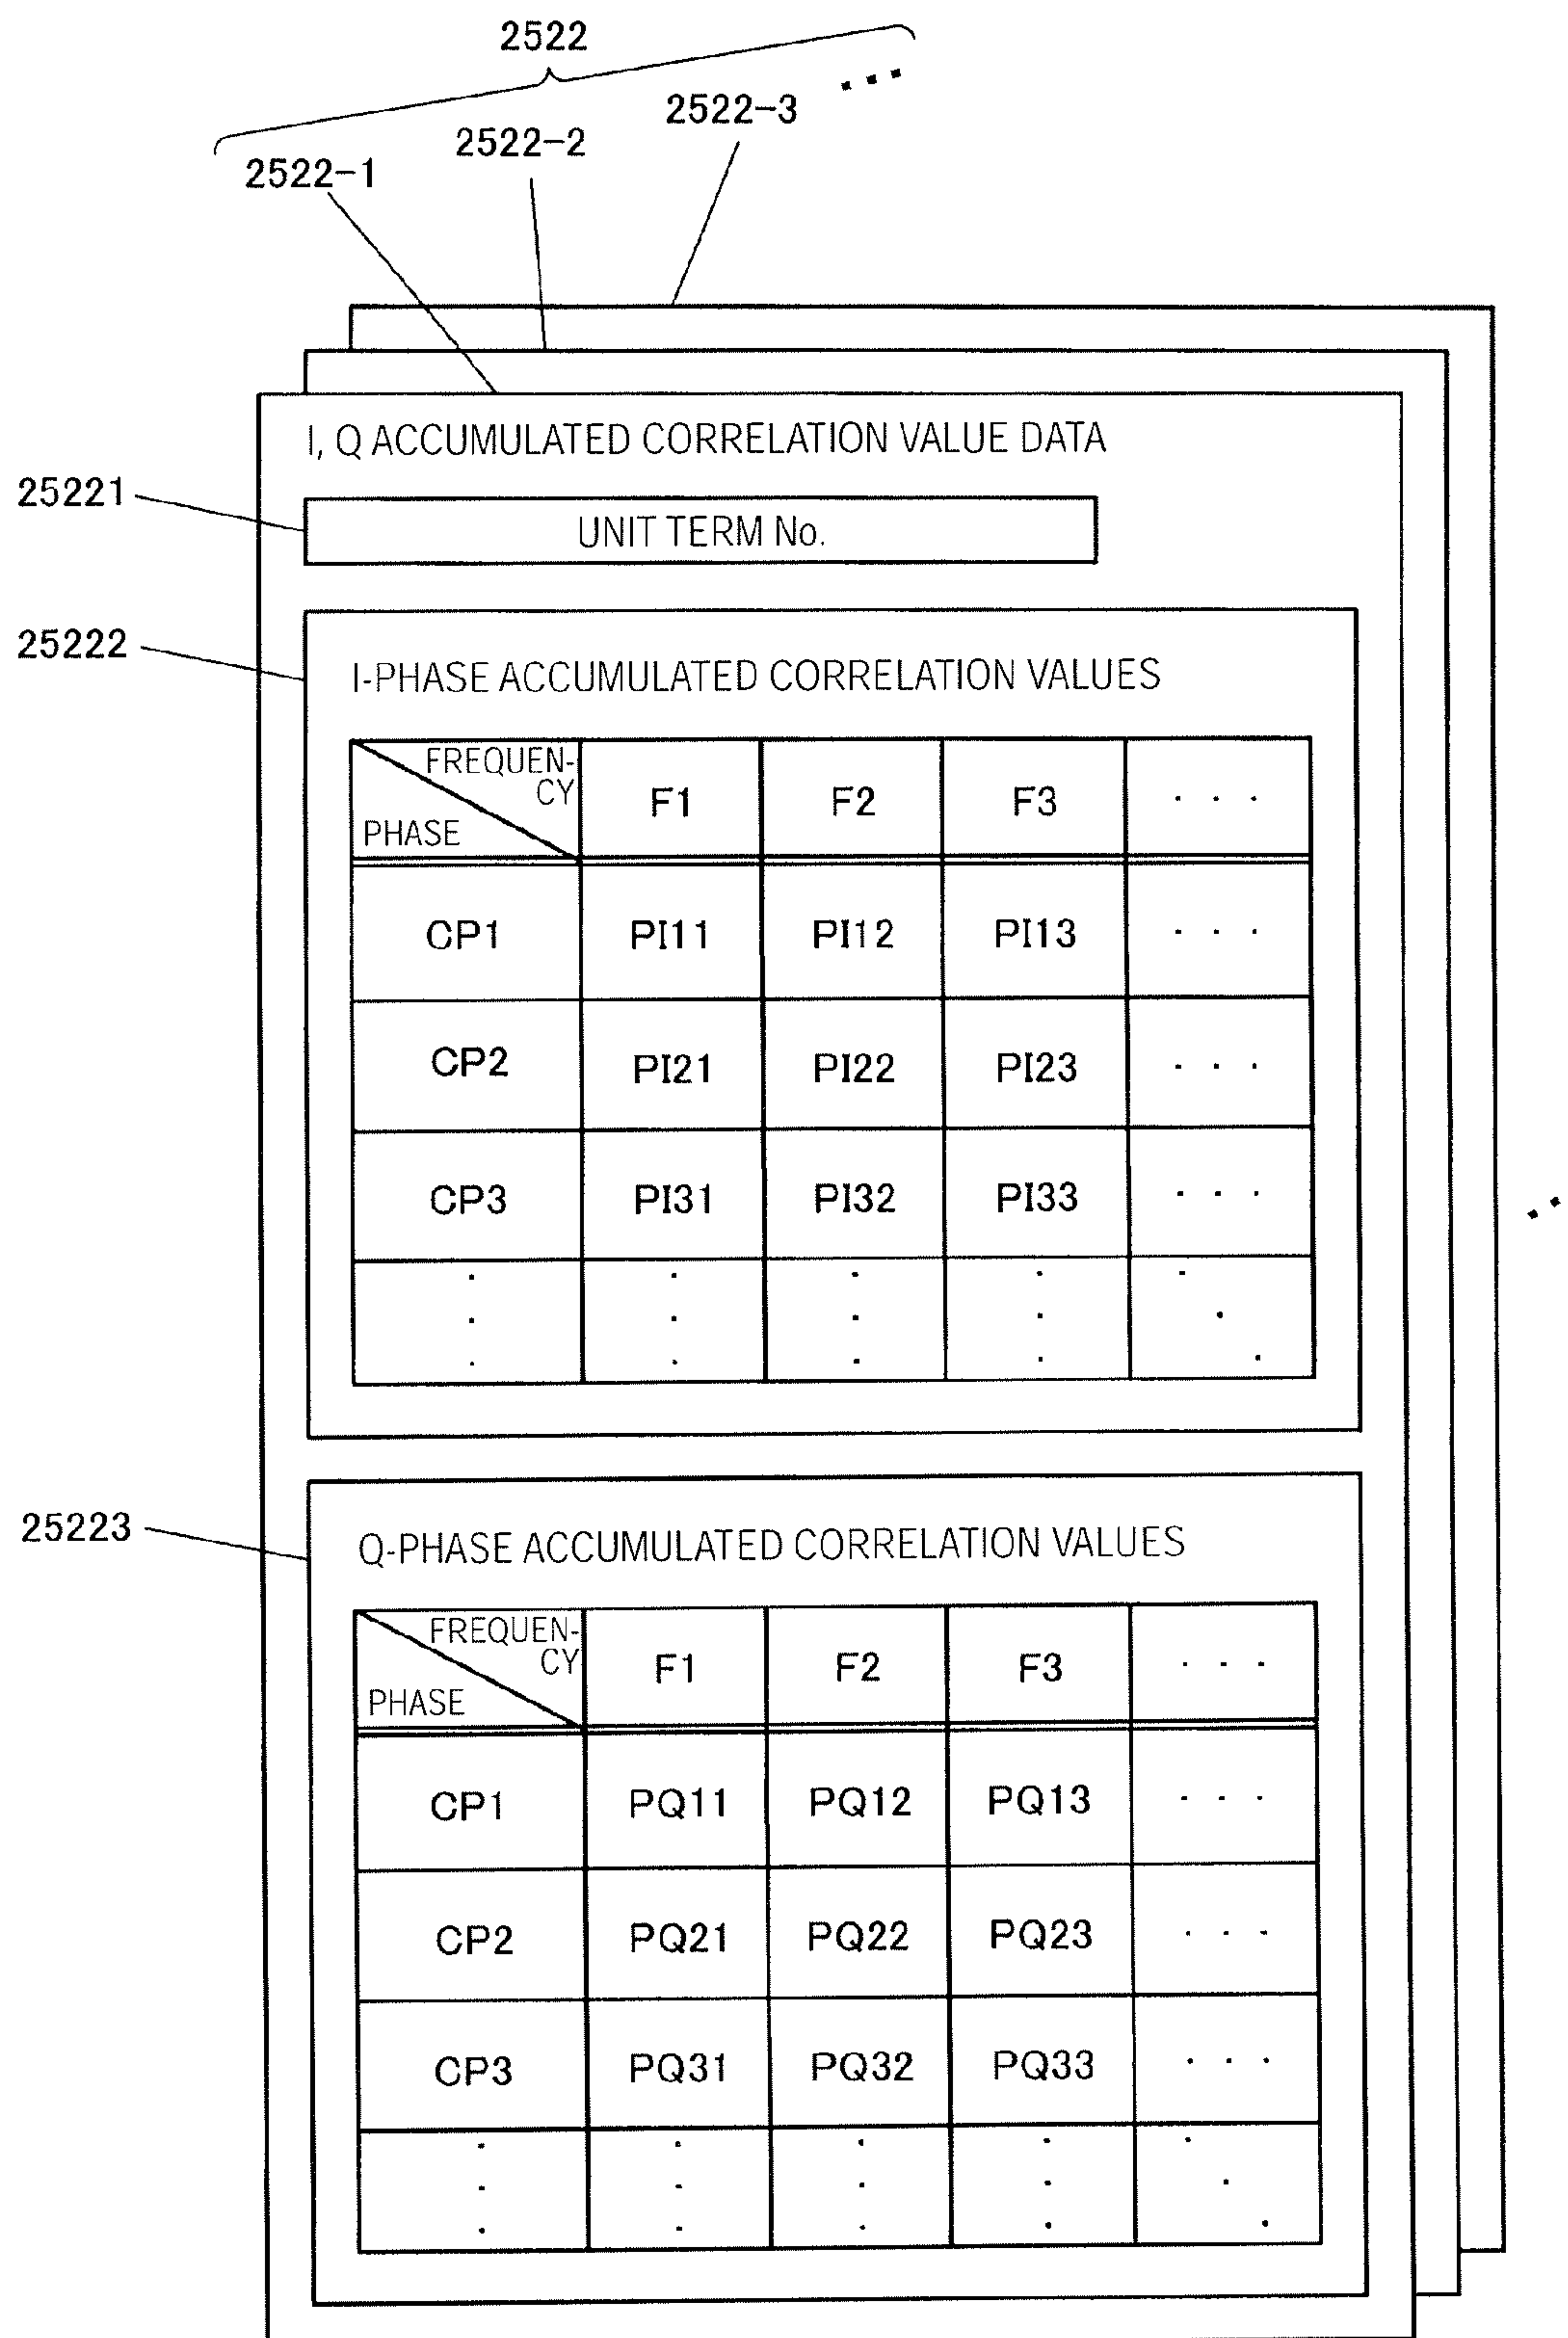 2522
2522-1 2522-2 2522-3 ...
I, Q ACCUMULATED CORRELATION VALUE DATA
25221
UNIT TERM No.
25222
I-PHASE ACCUMULATED CORRELATION VALUES
FREQUEN-
CY
PHASE
F1 F2 F3 ...
CP1 PI11 PI12 PI13 ...
CP2 PI21 PI22 PI23 ...
CP3 PI31 PI32 PI33 ...
25223
Q-PHASE ACCUMULATED CORRELATION VALUES
FREQUEN-
CY
PHASE
F1 F2 F3 ...
CP1 PQ11 PQ12 PQ13 ...
CP2 PQ21 PQ22 PQ23 ...
CP3 PQ31 PQ32 PQ33 ...